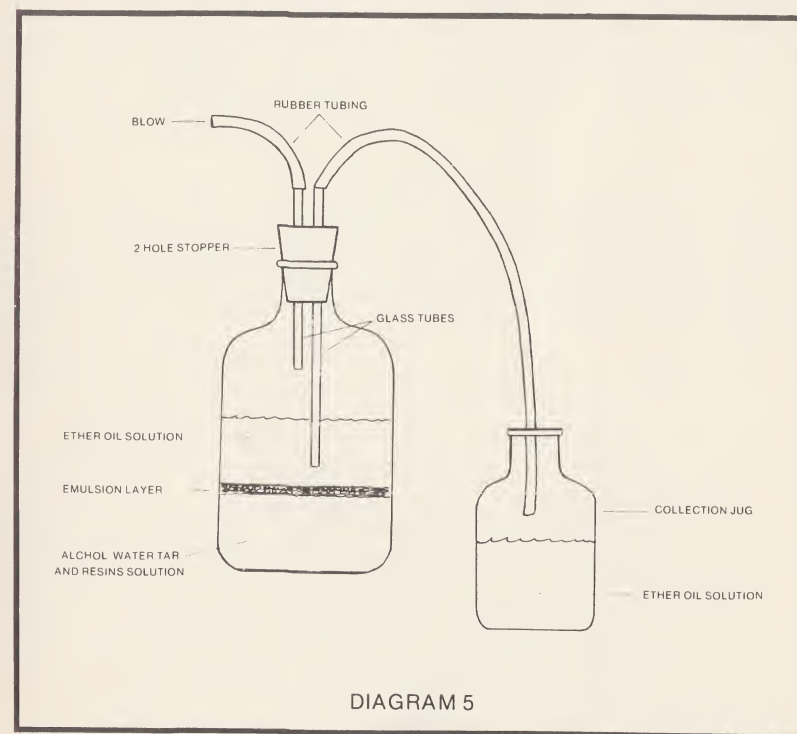 RUBBER TUBING
BLOW
2 HOLE STOPPER
GLASS TUBES
ETHER OIL SOLUTION
EMULSION LAYER
COLLECTION JUG
ALCHOL WATER TAR
AND RESINS SOLUTION
ETHER OIL SOLUTION
DIAGRAM 5